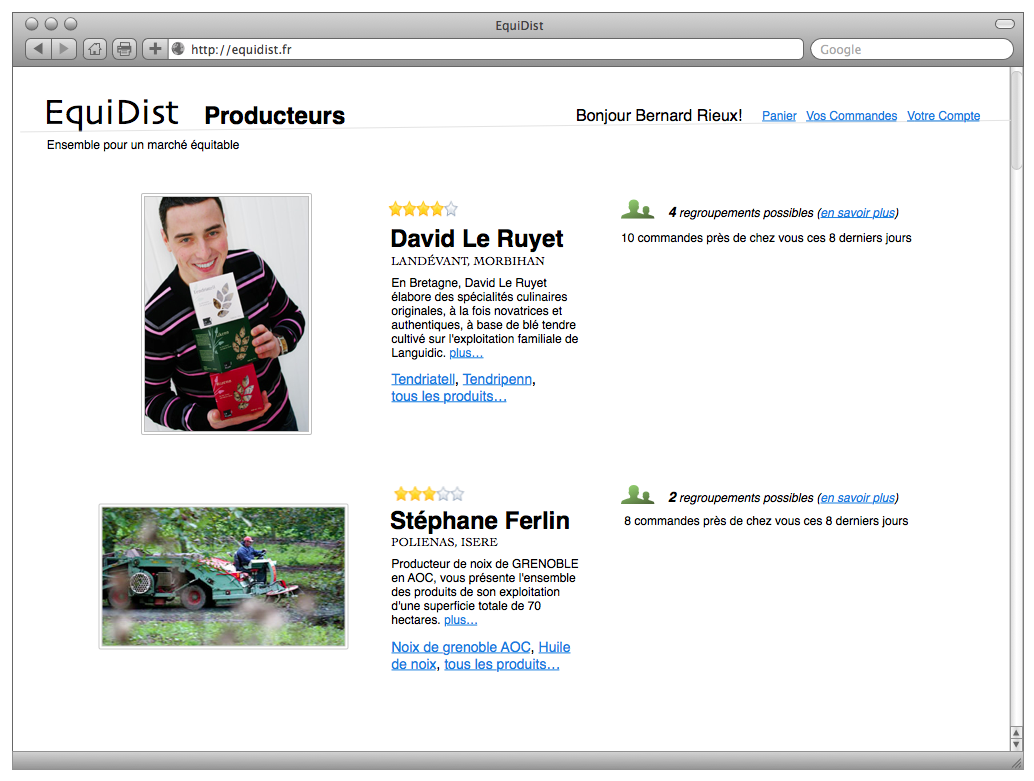 EquiDist
http://equidist.fr
Google
EquiDist Producteurs
Bonjour Bernard Rieux! Panier Vos Commandes Votre Compte
Ensemble pour un marché équitable
4 regroupements possibles (en savoir plus)
David Le Ruyet
10 commandes près de chez vous ces 8 derniers jours
LANDÉVANT, MORBIHAN
En Bretagne, David Le Ruyet
élabore des spécialités culinaires
originales, à la fois novatrices et
authentiques, à base de blé tendre
cultivé sur l'exploitation familiale de
Languidic. plus…
Tendriatell, Tendripenn,
tous les produits…
2 regroupements possibles (en savoir plus)
Stéphane Ferlin
8 commandes près de chez vous ces 8 derniers jours
POLIENAS, ISERE
Producteur de noix de GRENOBLE
en AOC, vous présente l'ensemble
des produits de son exploitation
d'une superficie totale de 70
hectares. plus…
Noix de grenoble AOC, Huile
de noix, tous les produits…